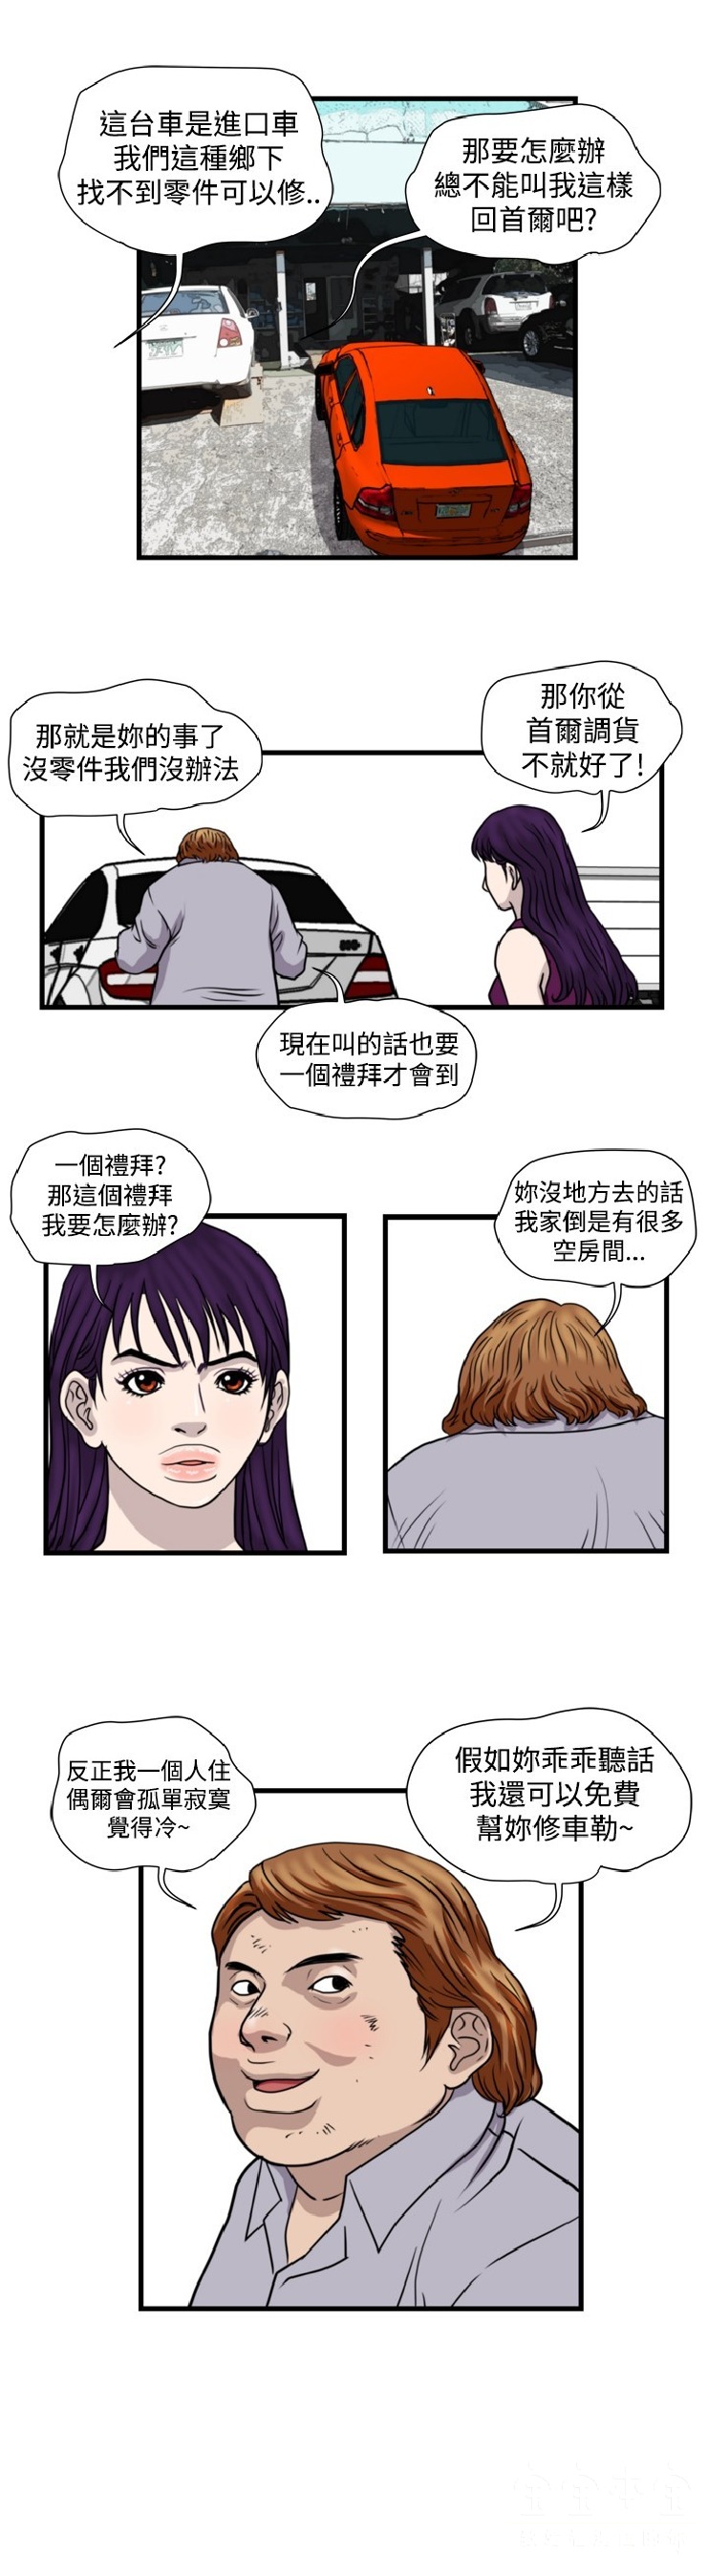 這台車是進口車
我們這種鄉下
找不到零件可以修..
那要怎麼辦
總不能叫我這樣
回首爾吧?
那你從
首爾調貨
不就好了!
那就是妳的事了
沒零件我們沒辦法
現在叫的話也要
一個禮拜才會到
一個禮拜?
那這個禮拜
我要怎麼辦?
妳沒地方去的話
我家倒是有很多
空房間...
反正我一個人住
偶爾會孤單寂寞
覺得冷~
假如妳乖乖聽話
我還可以免費
幫妳修車勒~